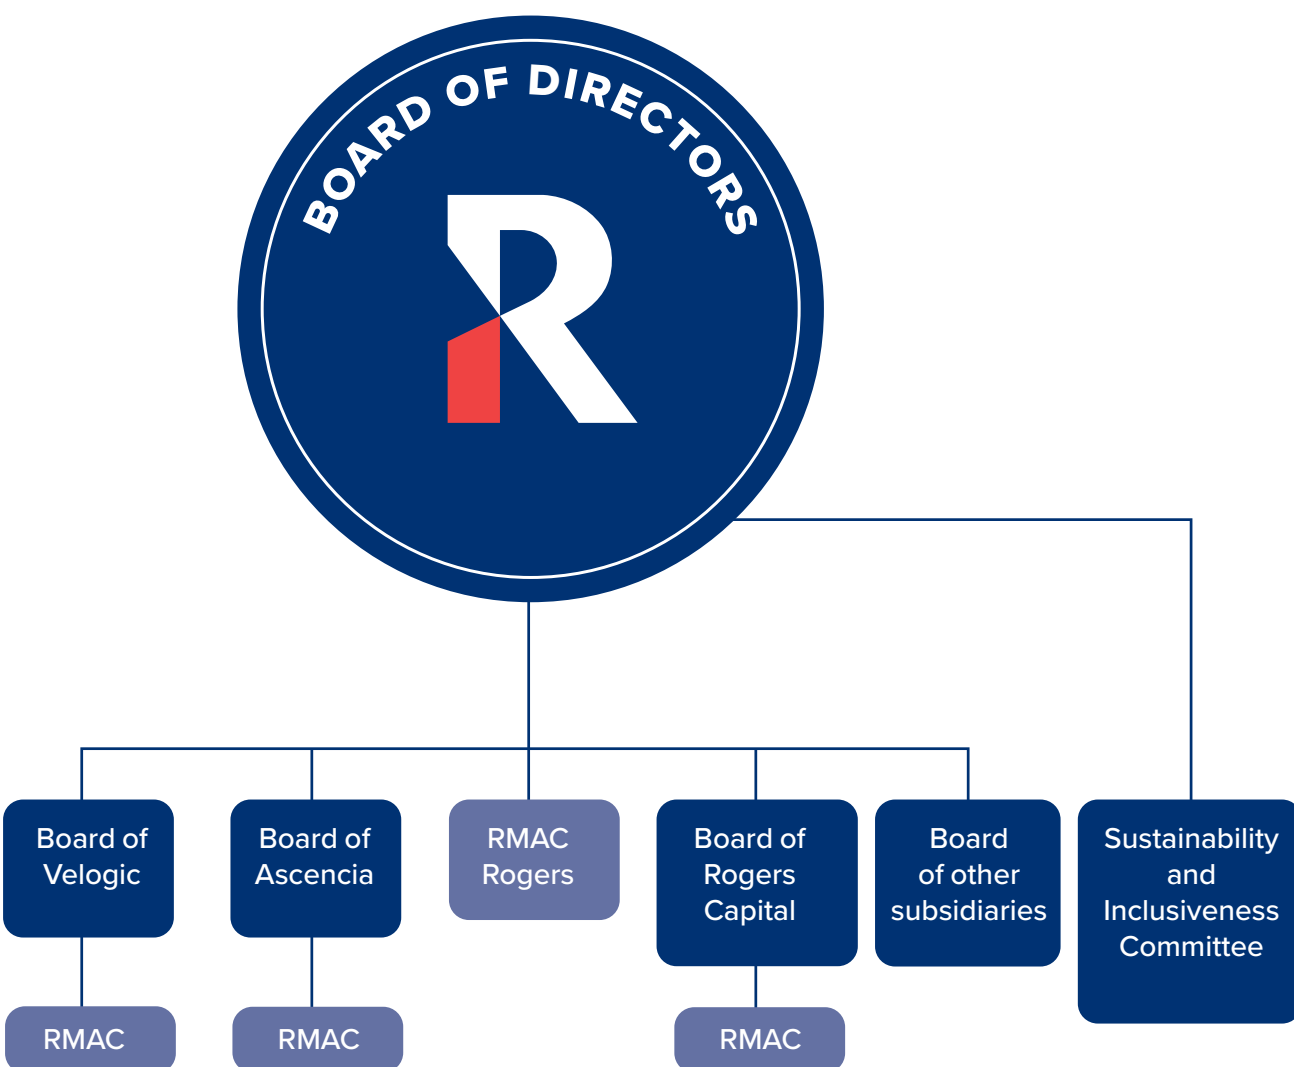 BOARD OF DIRECTORS
Board of
Velogic
Board of
Ascencia
RMAC
Rogers
Board of
Rogers
Capital
Board
of other
subsidiaries
Sustainability
and
Inclusiveness
Committee
RMAC
RMAC
RMAC